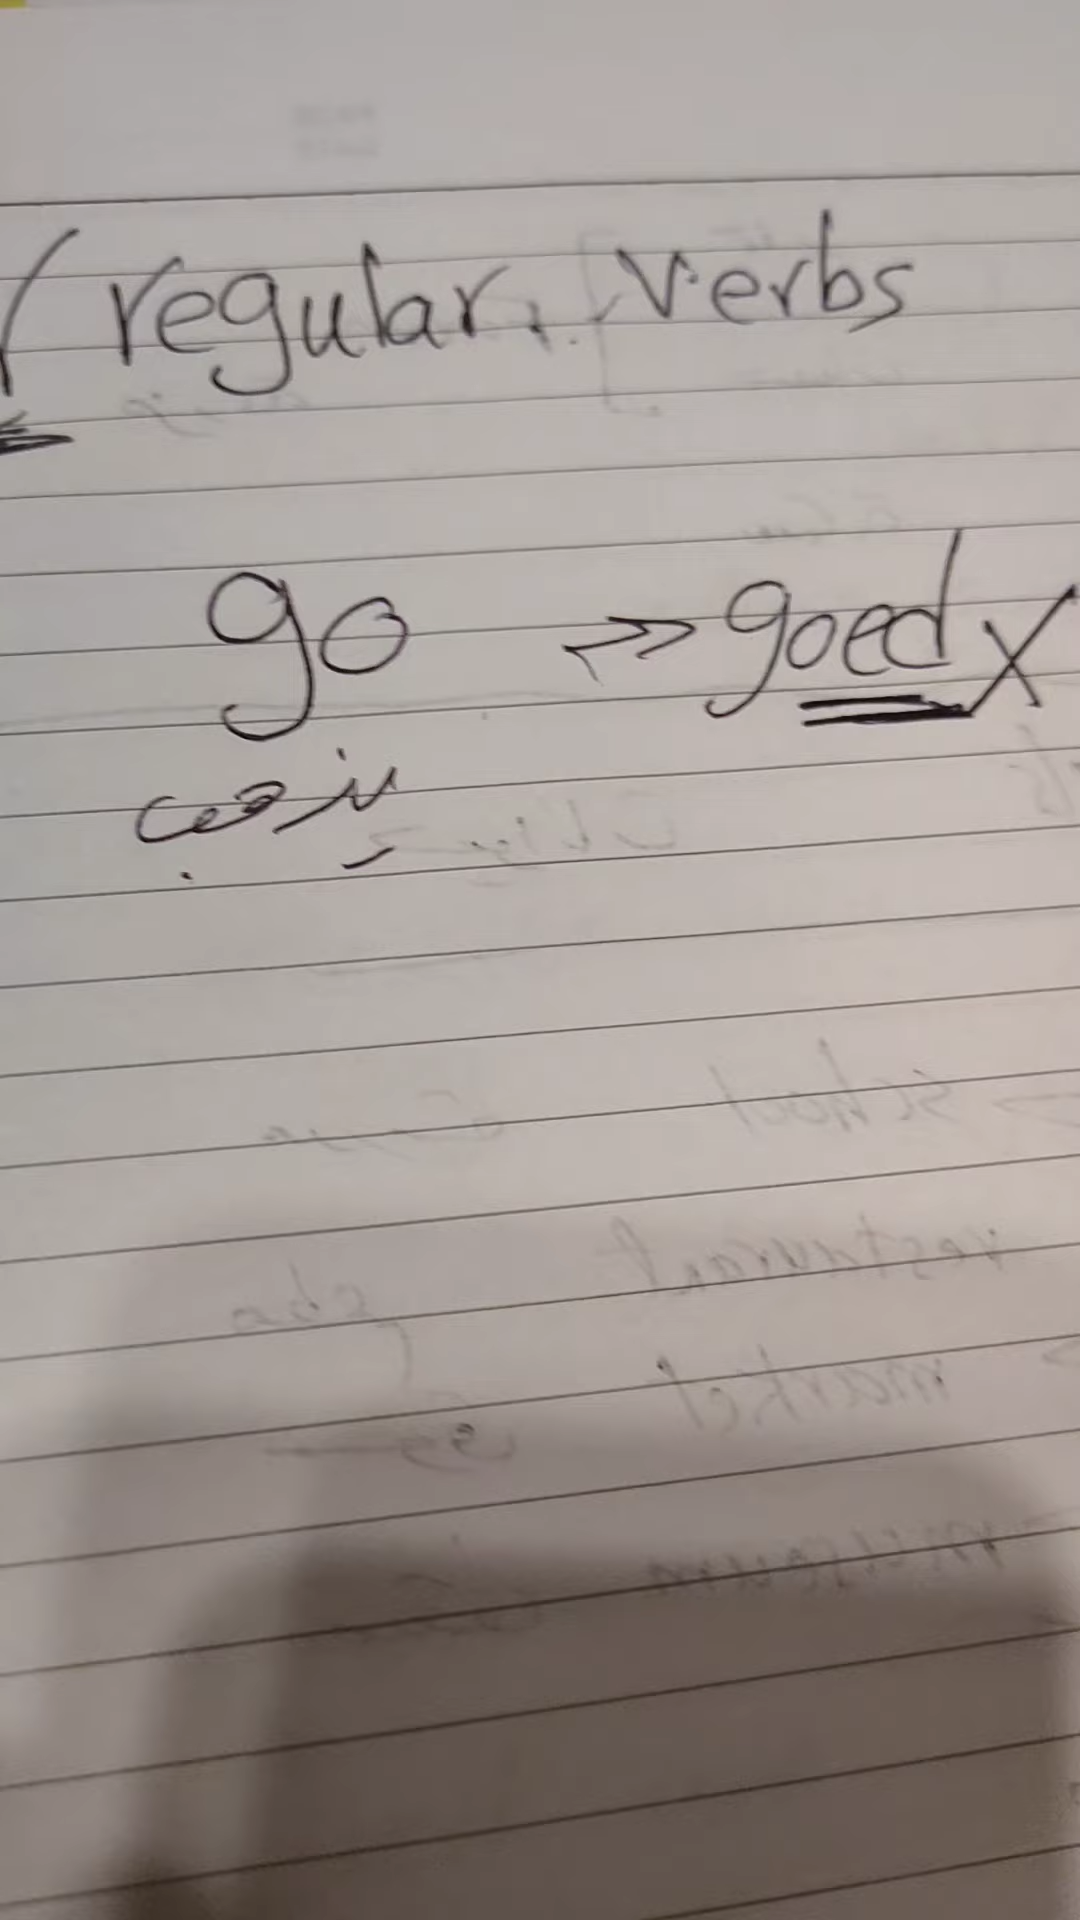 regular verbs
go >> goed X
يذهب